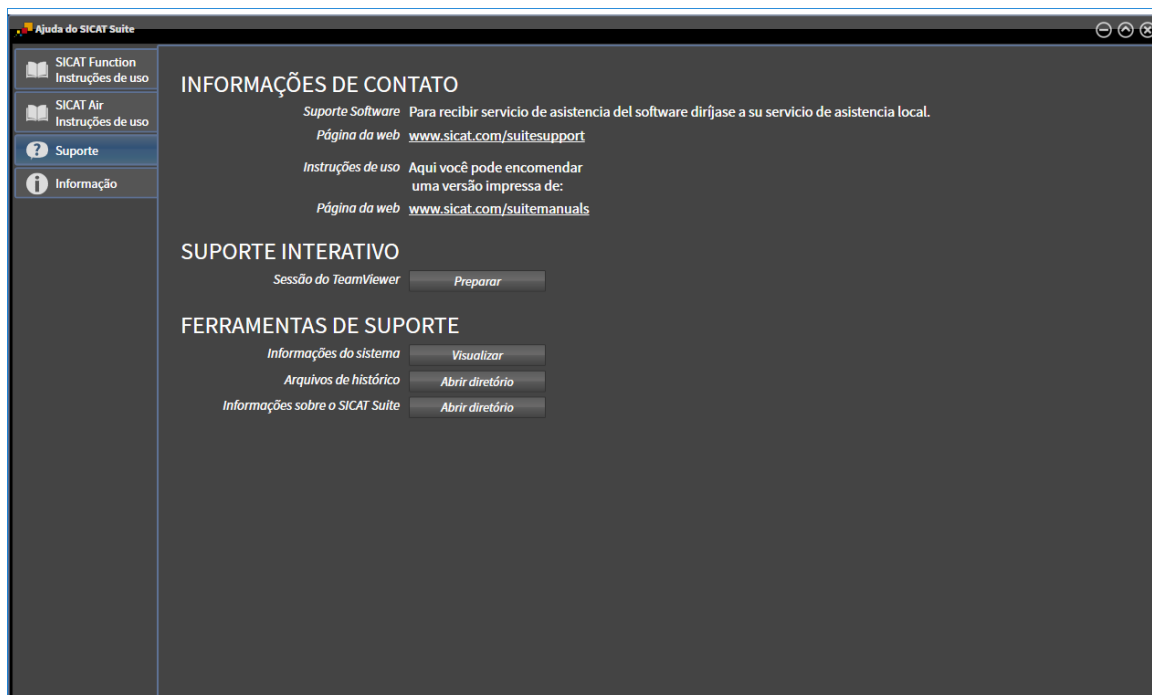 Ajuda do SICAT Suite
SICAT Function
Instruções de uso
SICAT Air
Instruções de uso
Suporte
Informação
INFORMAÇÕES DE CONTATO
Suporte Software Para recibir servicio de asistencia del software diríjase a su servicio de asistencia local.
Página da web www.sicat.com/suitesupport
Instruções de uso Aqui você pode encomendar
uma versão impressa de:
Página da web www.sicat.com/suitemanuals
SUPORTE INTERATIVO
Sessão do TeamViewer Preparar
FERRAMENTAS DE SUPORTE
Informações do sistema Visualizar
Arquivos de histórico Abrir diretório
Informações sobre o SICAT Suite Abrir diretório